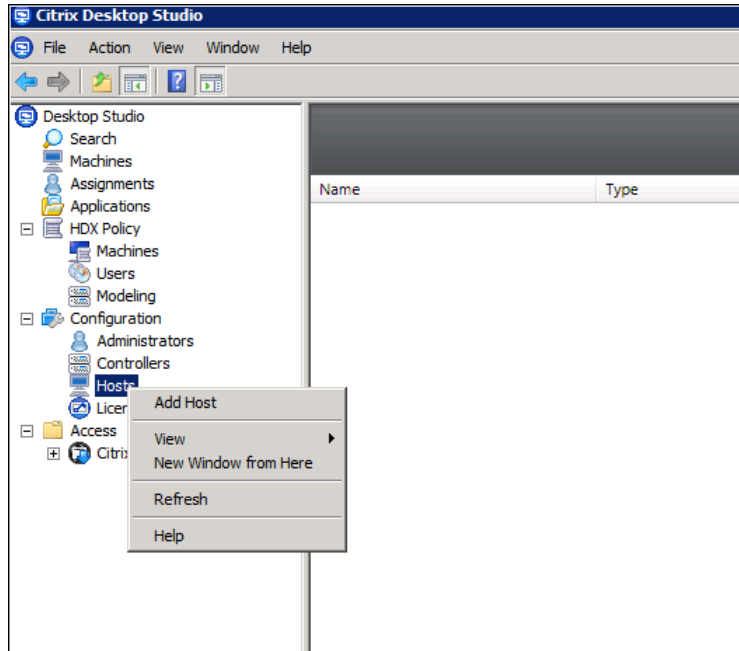 Citrix Desktop Studio
File Action View Window Help
Desktop Studio
Search
Machines
Assignments
Applications
HDX Policy
Machines
Users
Modeling
Configuration
Administrators
Controllers
Hosts
Licen
Access
Citrix
Name Type
Add Host
View
New Window from Here
Refresh
Help